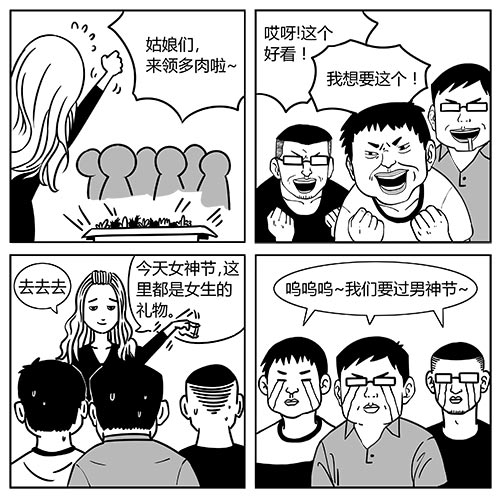 姑娘们，
来领多肉啦~
哎呀!这个
好看！
我想要这个！
去去去
今天女神节，这
里都是女生的
礼物。
呜呜呜~我们要过男神节~